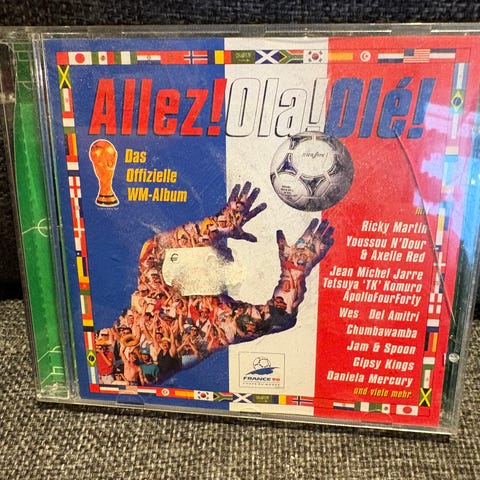 Allez! Ola! Olé!
Das
Offizielle
WM-Album
Ricky Martin
Youssou N'Dour
& Axelle Red
Jean Michel Jarre
Tetsuya 'TK' Komuro
ApolloFourForty
Wes Del Amitri
Chumbawamba
Jam & Spoon
Gipsy Kings
Daniela Mercury
und viele mehr
FRANCE 98